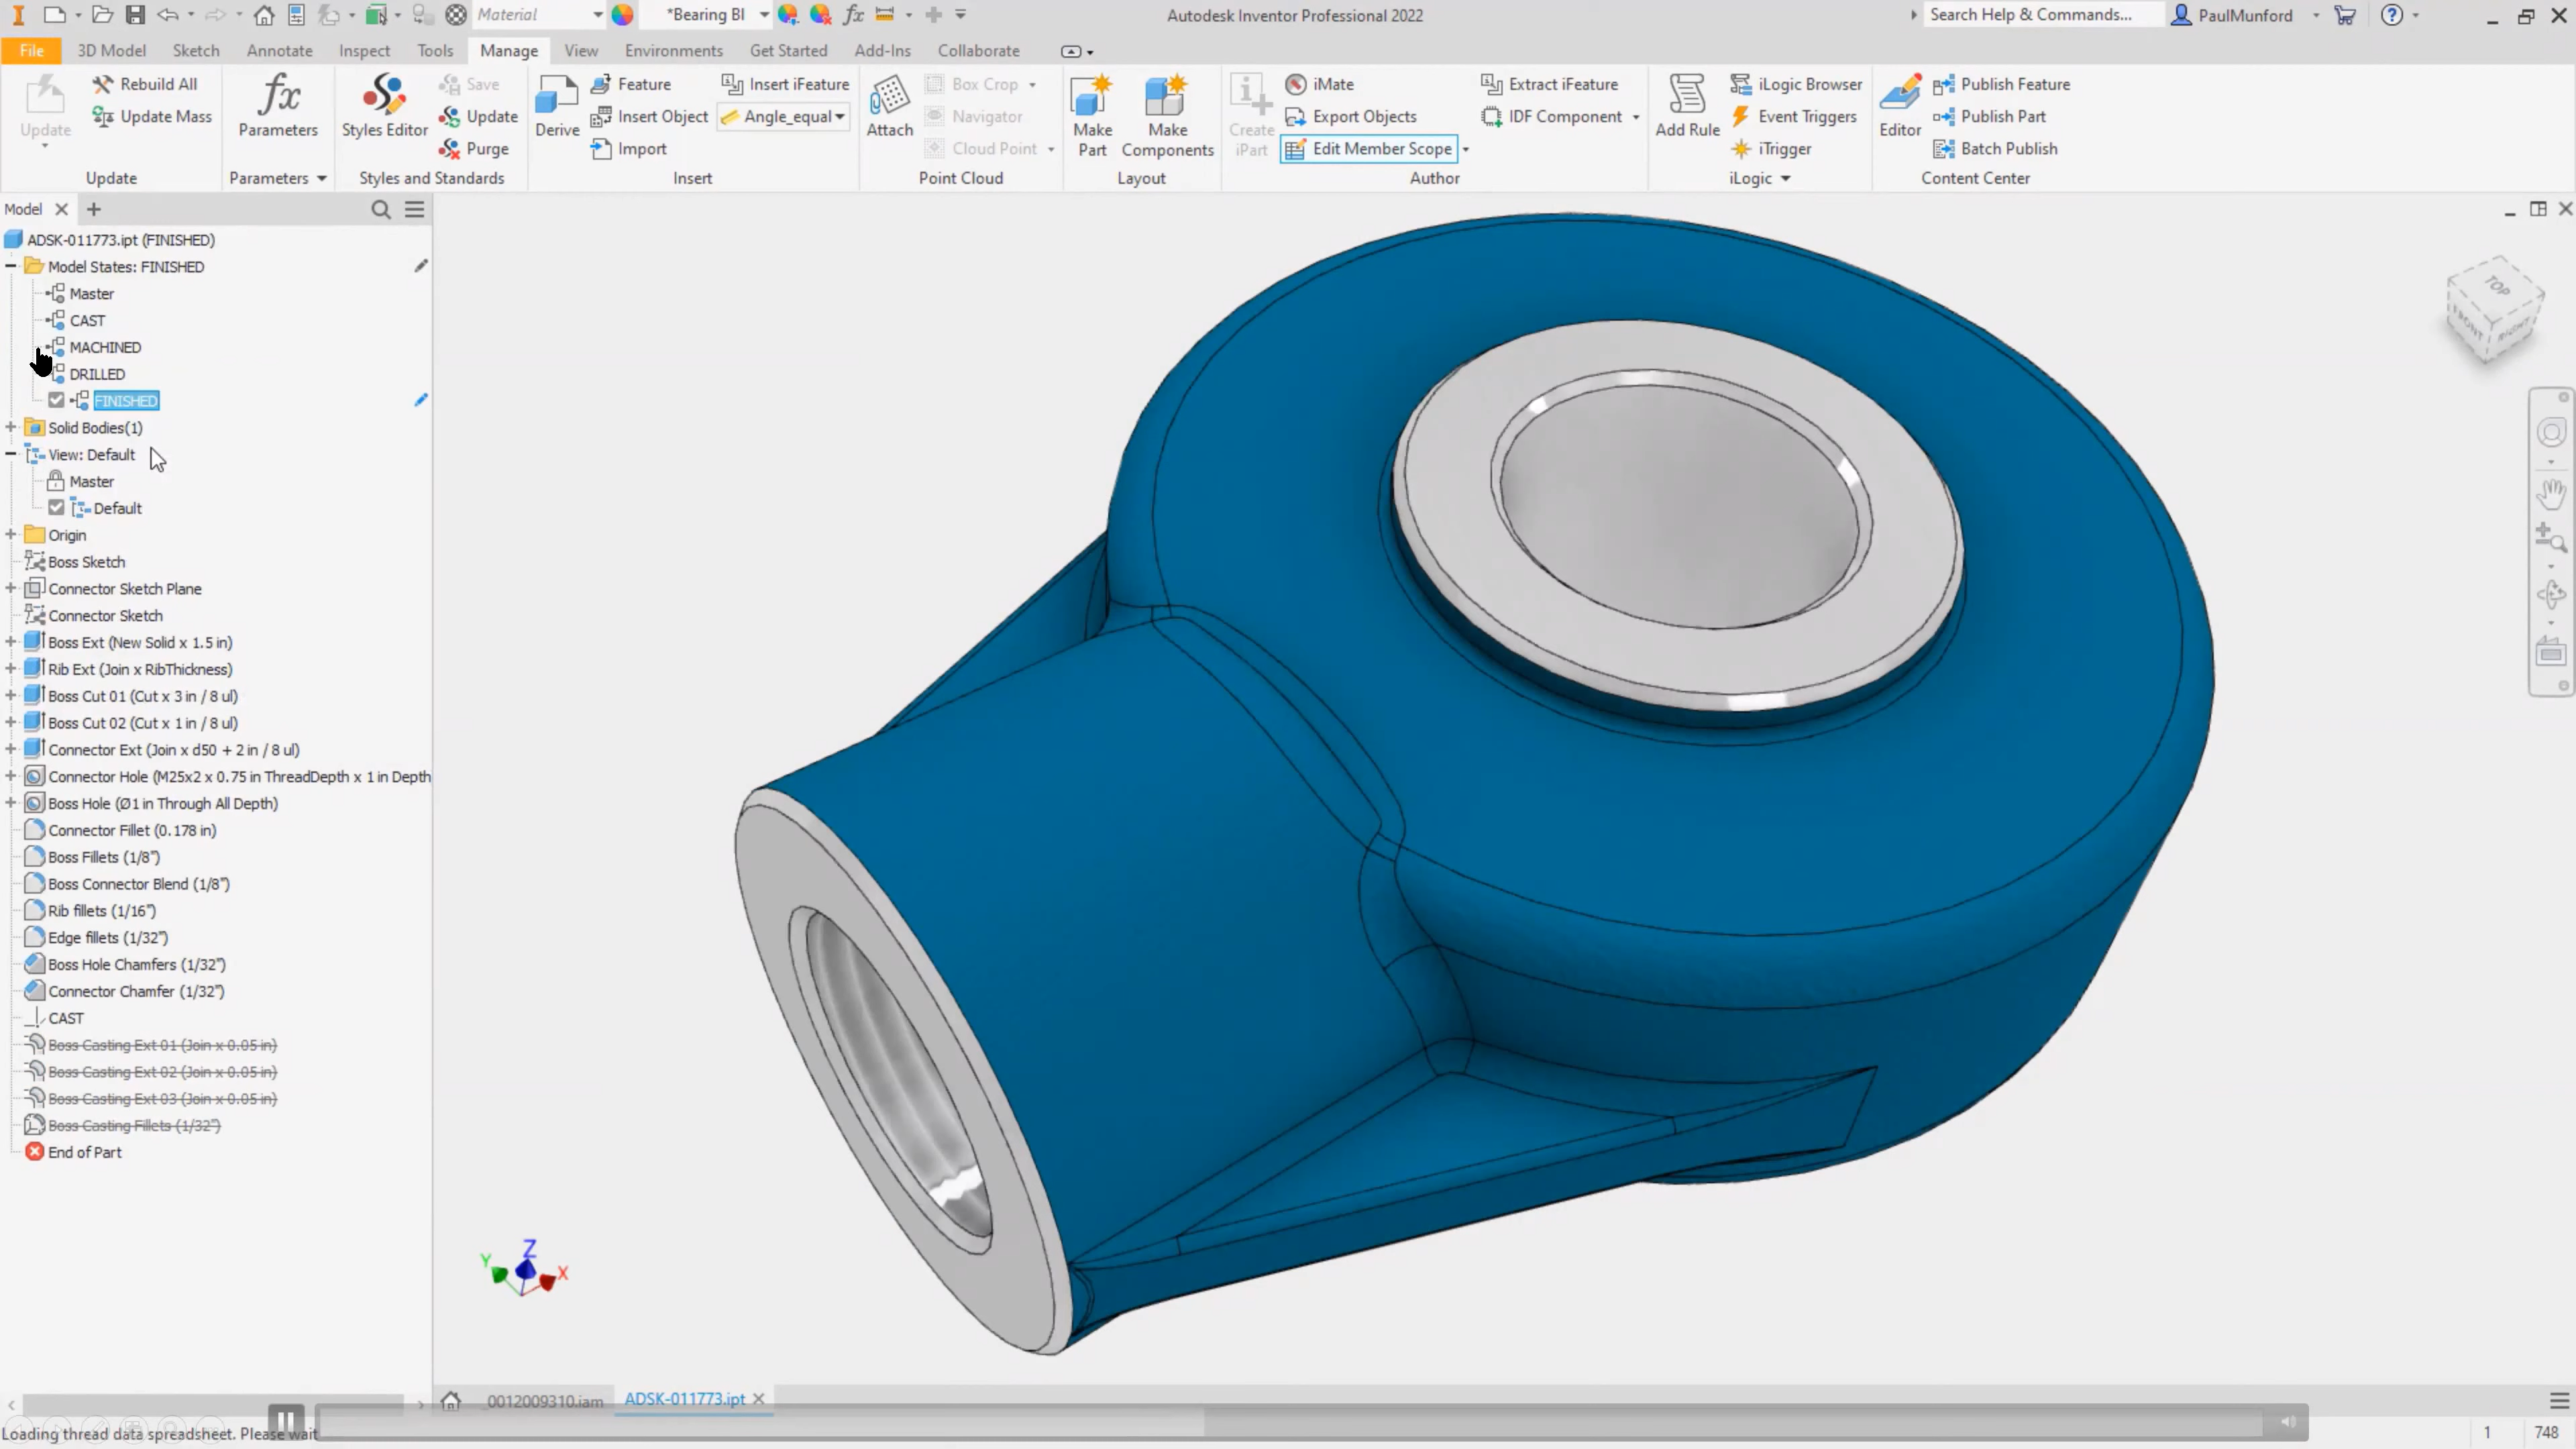 Material
*Bearing Bl
fx
Autodesk Inventor Professional 2022
Search Help & Commands...
PaulMunford
File
3D Model
Sketch
Annotate
Inspect
Tools
Manage
View
Environments
Get Started
Add-Ins
Collaborate
Update
Rebuild All
Update Mass
Update
fx
Parameters
Parameters
Styles Editor
Save
Update
Purge
Styles and Standards
Derive
Feature
Insert Object
Import
Insert iFeature
Angle_equal
Insert
Attach
Box Crop
Navigator
Cloud Point
Point Cloud
Make Part
Make Components
Layout
Create iPart
iMate
Export Objects
Edit Member Scope
Extract iFeature
IDF Component
Author
Add Rule
iLogic Browser
Event Triggers
iTrigger
iLogic
Editor
Publish Feature
Publish Part
Batch Publish
Content Center
Model
ADSK-011773.ipt (FINISHED)
Model States: FINISHED
Master
CAST
MACHINED
DRILLED
FINISHED
Solid Bodies(1)
View: Default
Master
Default
Origin
Boss Sketch
Connector Sketch Plane
Connector Sketch
Boss Ext (New Solid x 1.5 in)
Rib Ext (Join x RibThickness)
Boss Cut 01 (Cut x 3 in / 8 ul)
Boss Cut 02 (Cut x 1 in / 8 ul)
Connector Ext (Join x d50 + 2 in / 8 ul)
Connector Hole (M25x2 x 0.75 in ThreadDepth x 1 in Depth
Boss Hole (Ø1 in Through All Depth)
Connector Fillet (0.178 in)
Boss Fillets (1/8")
Boss Connector Blend (1/8")
Rib fillets (1/16")
Edge fillets (1/32")
Boss Hole Chamfers (1/32")
Connector Chamfer (1/32")
CAST
Boss Casting Ext 01 (Join x 0.05 in)
Boss Casting Ext 02 (Join x 0.05 in)
Boss Casting Ext 03 (Join x 0.05 in)
Boss Casting Fillets (1/32")
End of Part
TOP
FRONT
RIGHT
Z
Y
X
_0012009310.iam
ADSK-011773.ipt
Loading thread data spreadsheet. Please wait
1
748